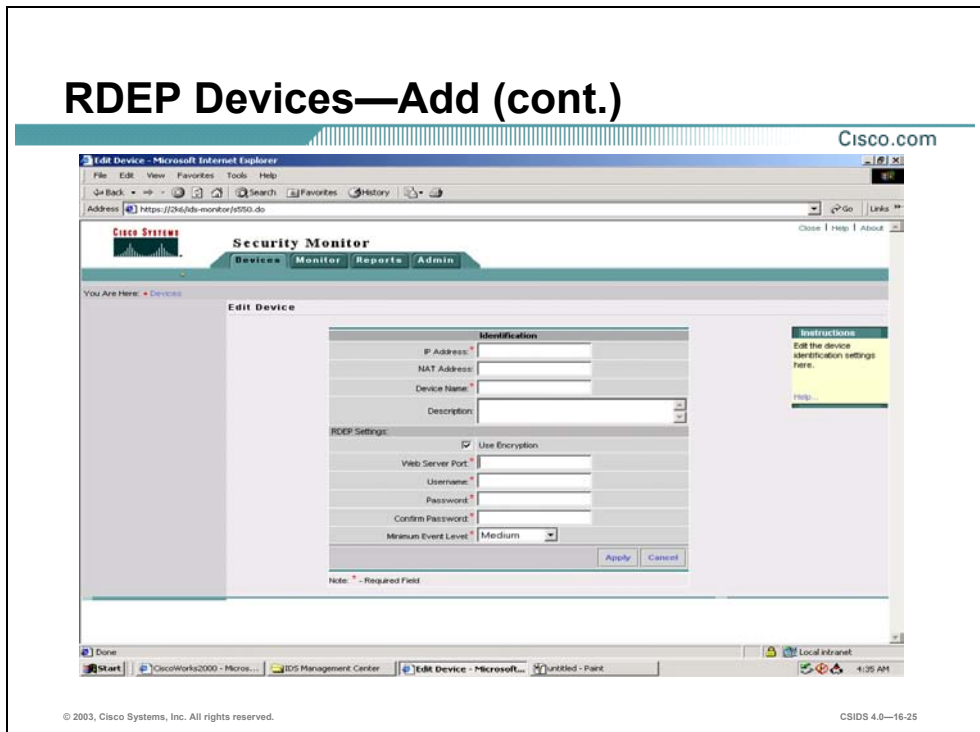 RDEP Devices—Add (cont.)
Cisco.com
Edit Device - Microsoft Internet Explorer
File Edit View Favorites Tools Help
Back Search Favorites History
Address https://2k6/ids-monitor/s550.do Go Links »
Close | Help | About
CISCO SYSTEMS
Security Monitor
Devices Monitor Reports Admin
You Are Here: • Devices
Edit Device
Identification
IP Address:*
NAT Address:
Device Name:*
Description:
RDEP Settings:
Use Encryption
Web Server Port:*
Username:*
Password:*
Confirm Password:*
Minimum Event Level:* Medium
Apply Cancel
Note: * - Required Field
Instructions
Edit the device
identification settings
here.
Help...
Done Local intranet
Start CiscoWorks2000 - Micros... IDS Management Center Edit Device - Microsoft... untitled - Paint 4:35 AM
© 2003, Cisco Systems, Inc. All rights reserved. CSIDS 4.0—16-25